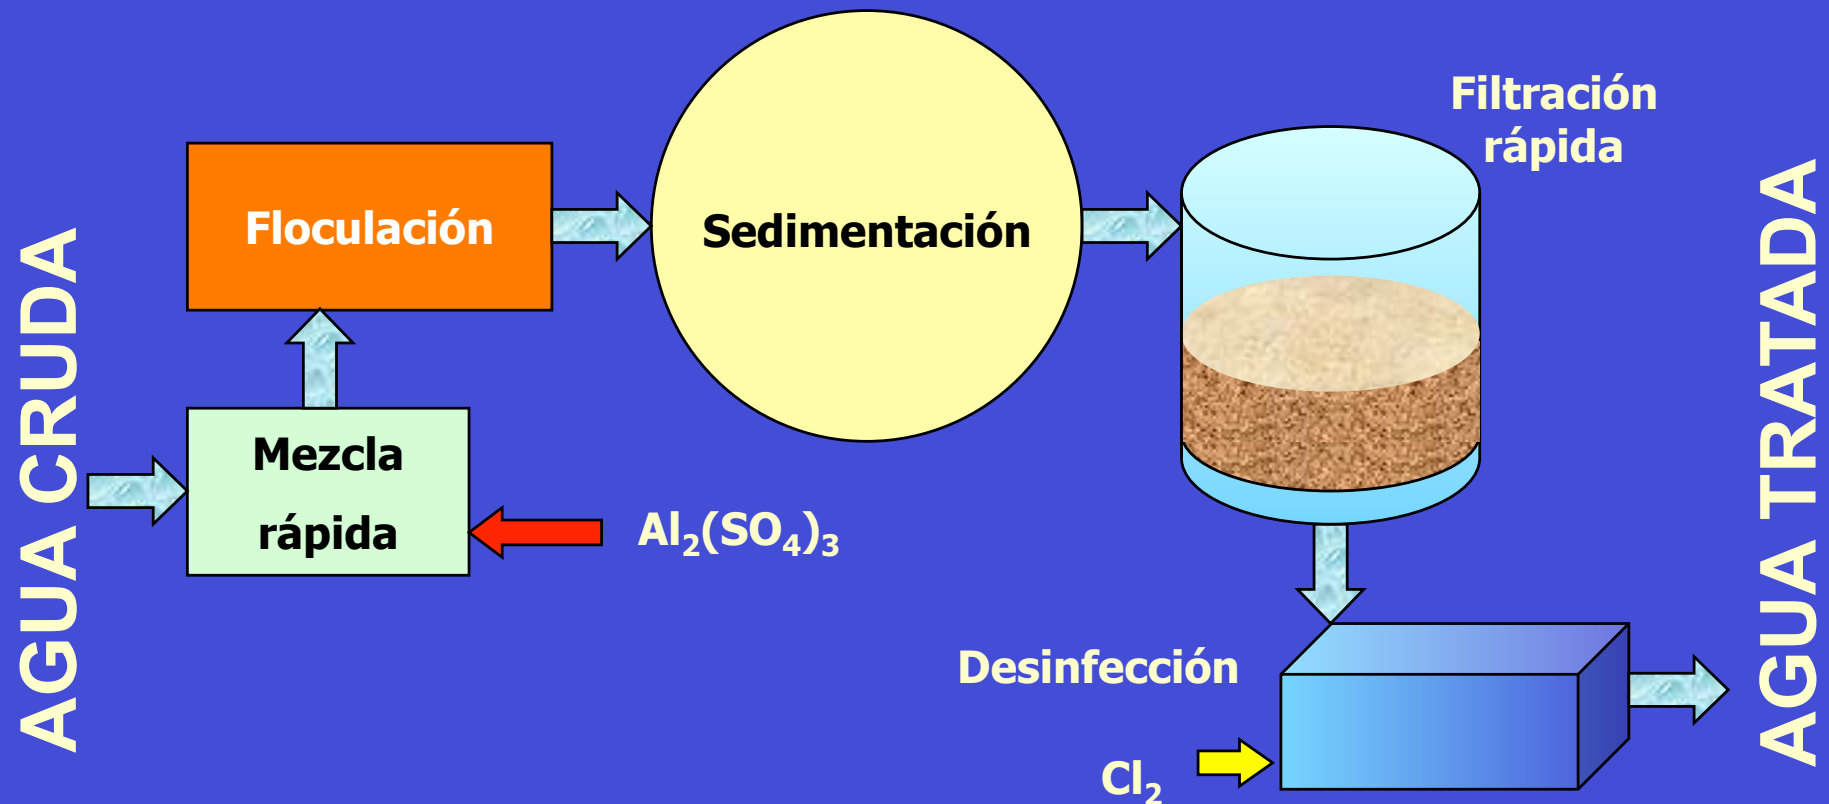 AGUA CRUDA
Mezcla
rápida
Al₂(SO₄)₃
Floculación
Sedimentación
Filtración
rápida
Desinfección
Cl₂
AGUA TRATADA